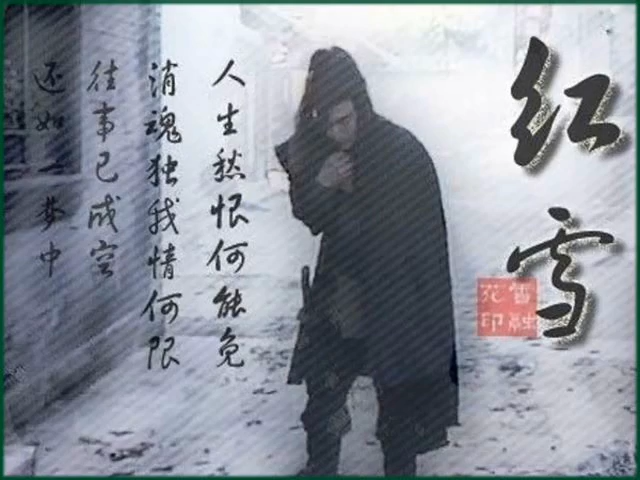 红雪
雪融
花印
人生愁恨何能免
消魂独我情何限
往事已成空
还如一梦中